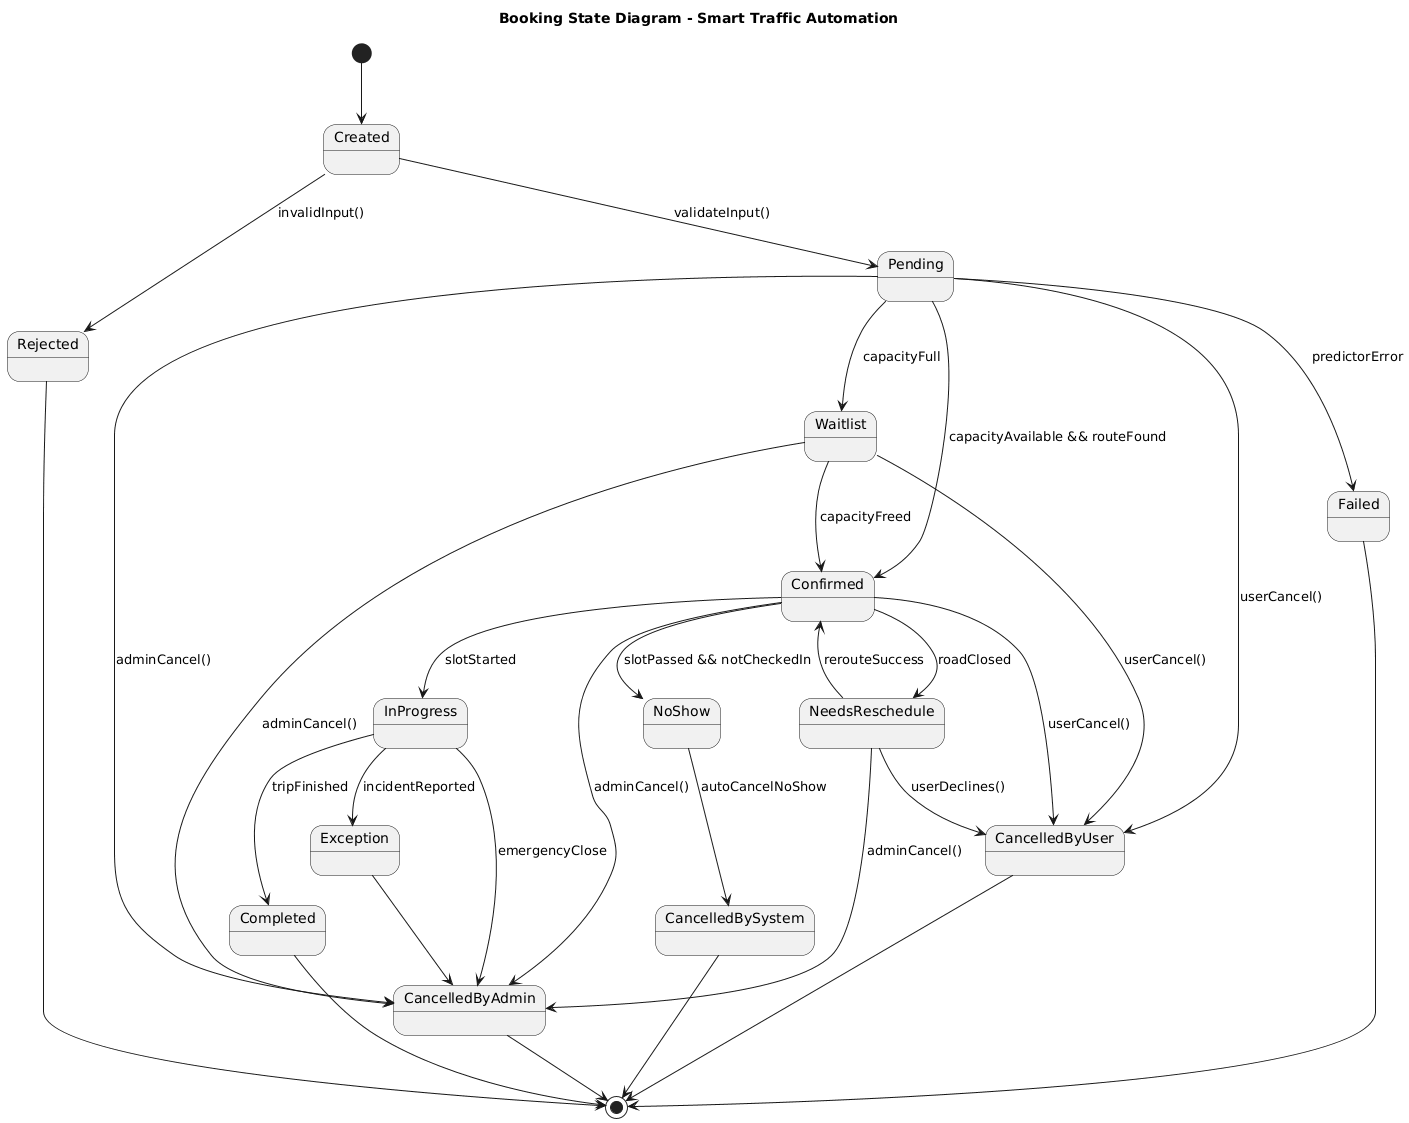 Booking State Diagram - Smart Traffic Automation
Created
invalidInput()
validateInput()
Pending
Rejected
capacityFull
predictorError
Waitlist
capacityAvailable && routeFound
Failed
capacityFreed
Confirmed
userCancel()
adminCancel()
slotStarted
slotPassed && notCheckedIn
rerouteSuccess
roadClosed
userCancel()
InProgress
NoShow
NeedsReschedule
adminCancel()
userCancel()
tripFinished
incidentReported
adminCancel()
autoCancelNoShow
userDeclines()
Exception
CancelledByUser
emergencyClose
adminCancel()
Completed
CancelledBySystem
CancelledByAdmin